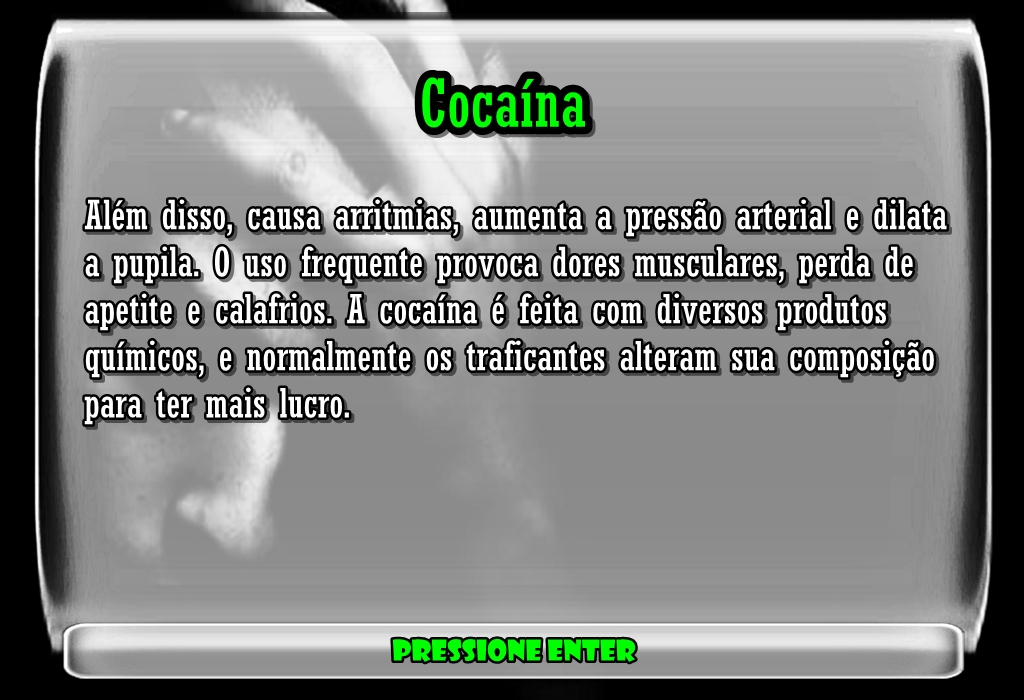 Cocaína
Além disso, causa arritmias, aumenta a pressão arterial e dilata
a pupila. O uso frequente provoca dores musculares, perda de
apetite e calafrios. A cocaína é feita com diversos produtos
químicos, e normalmente os traficantes alteram sua composição
para ter mais lucro.
PRESSIONE ENTER